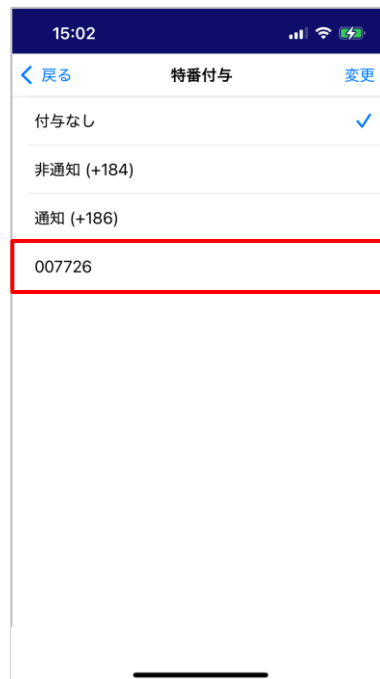 15:02
戻る 特番付与 変更
付与なし
非通知 (+184)
通知 (+186)
007726